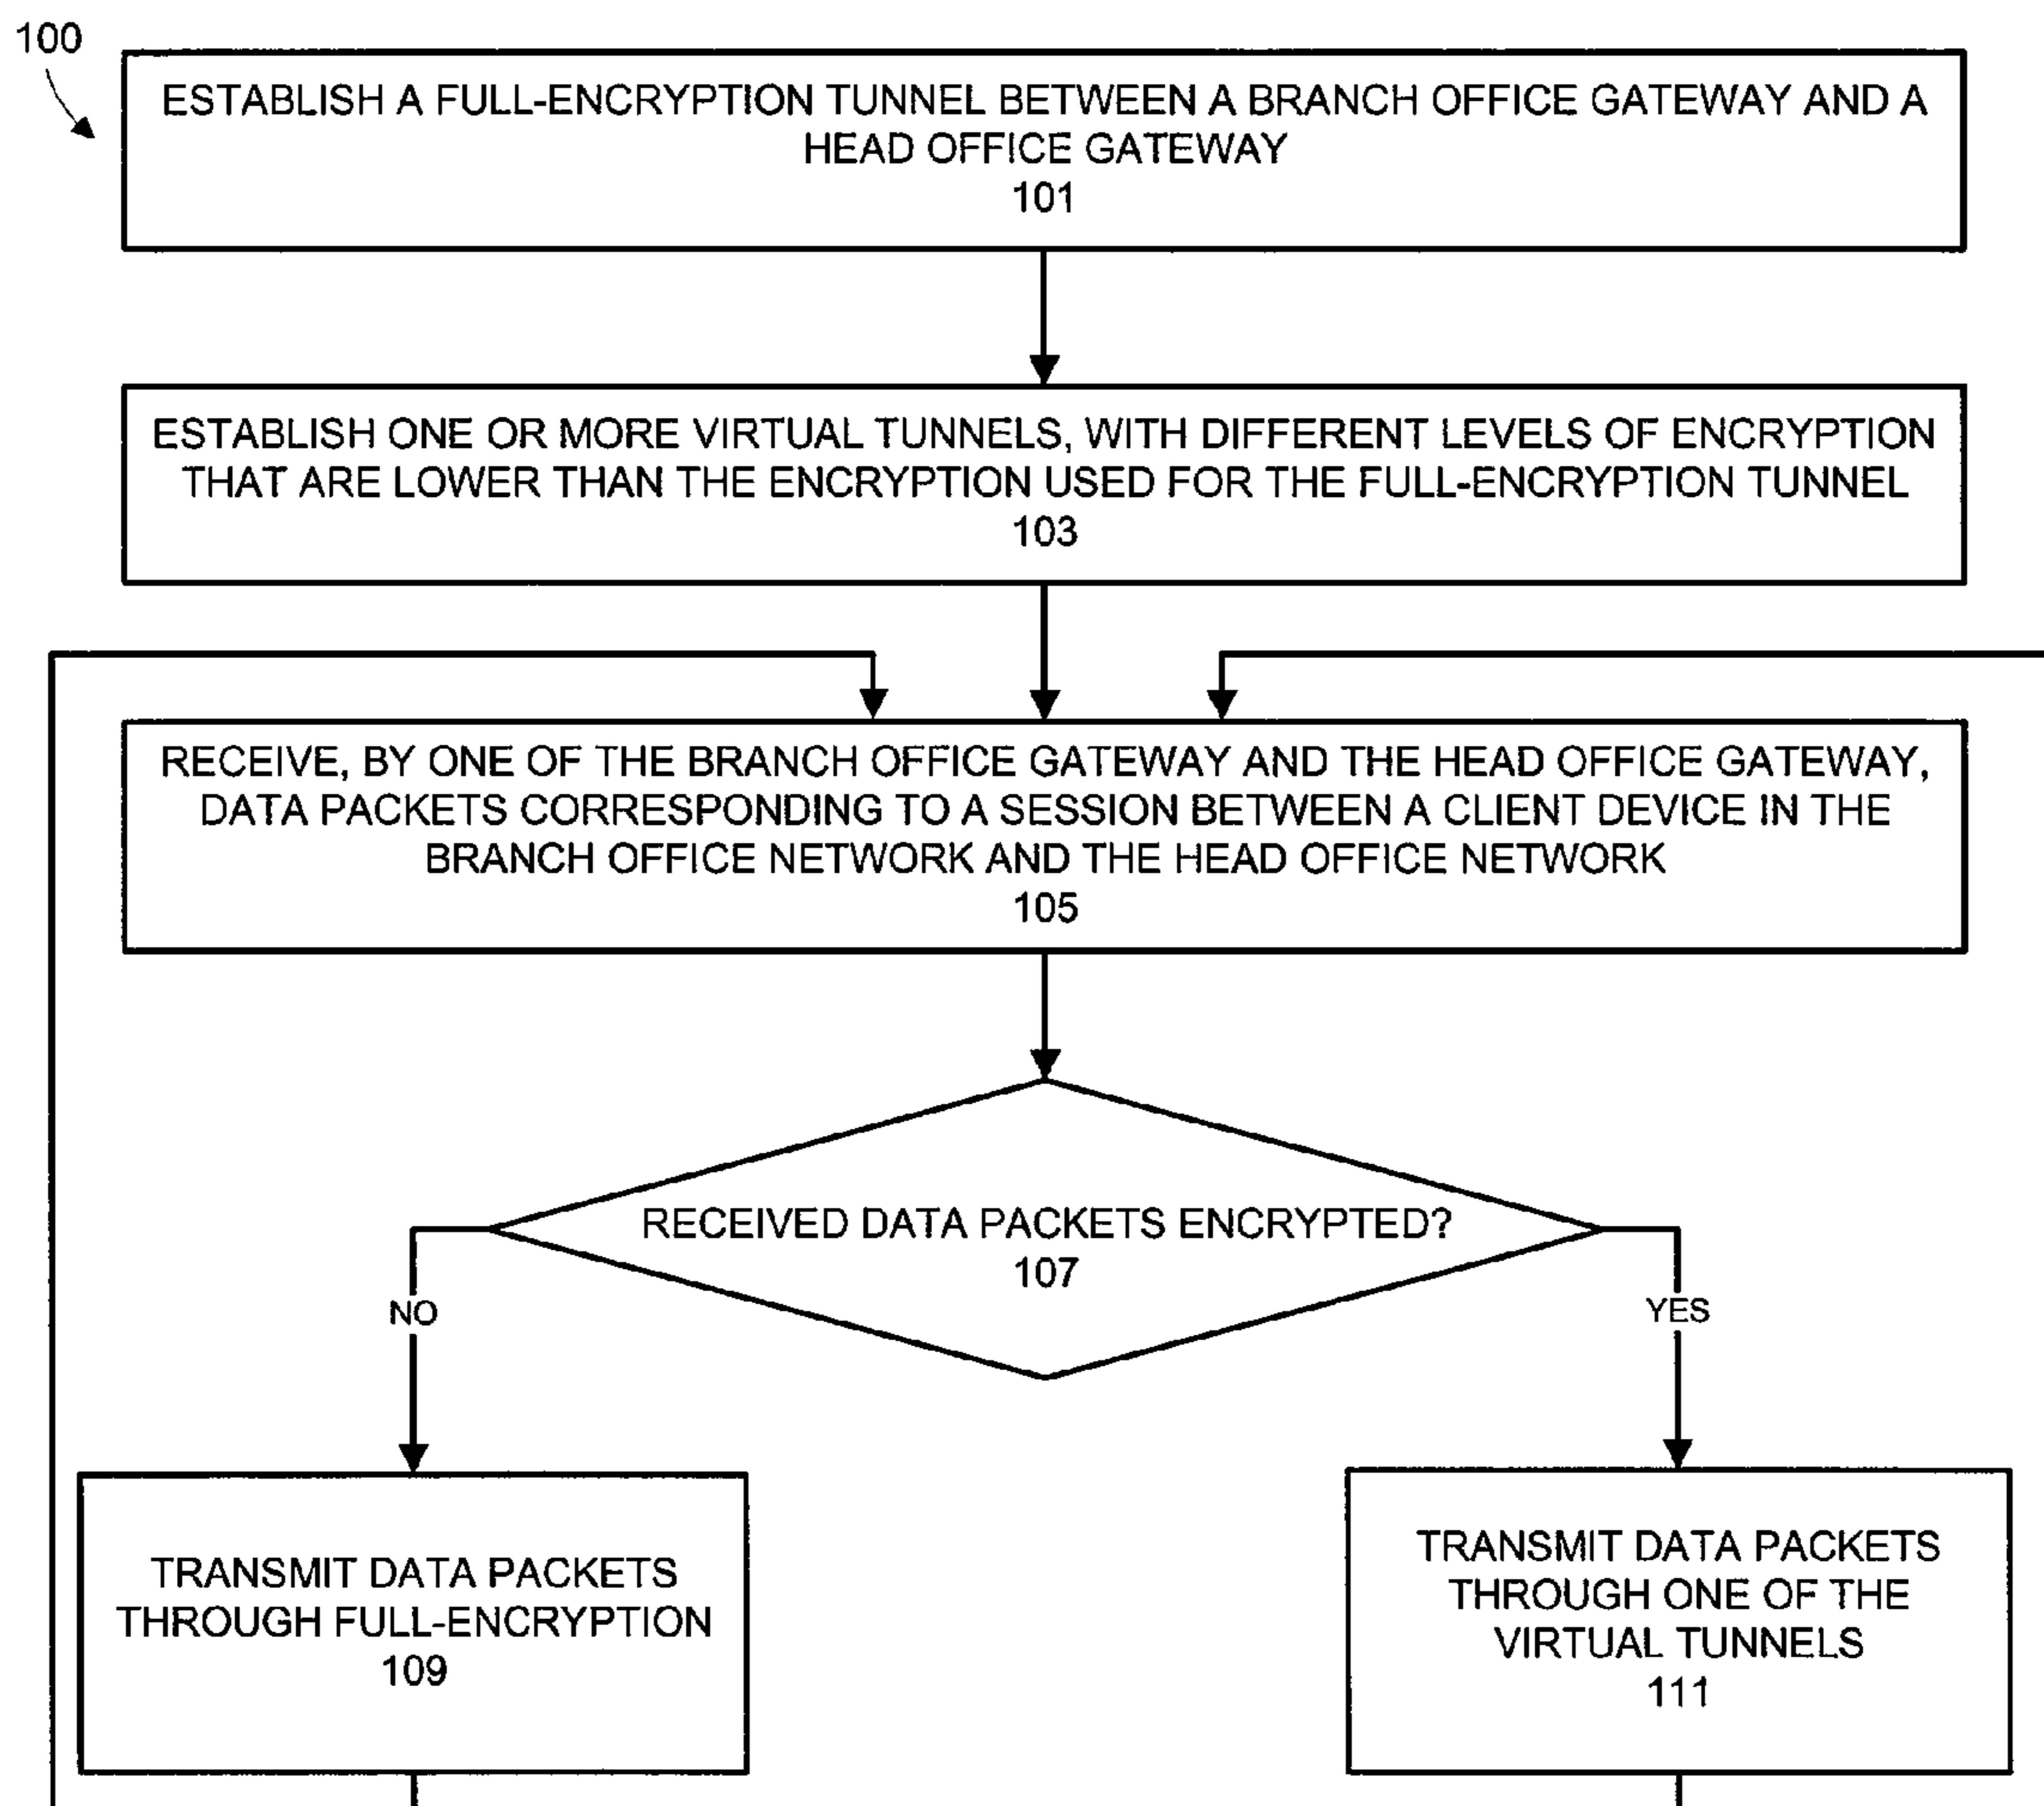 100
ESTABLISH A FULL-ENCRYPTION TUNNEL BETWEEN A BRANCH OFFICE GATEWAY AND A
HEAD OFFICE GATEWAY
101
ESTABLISH ONE OR MORE VIRTUAL TUNNELS, WITH DIFFERENT LEVELS OF ENCRYPTION
THAT ARE LOWER THAN THE ENCRYPTION USED FOR THE FULL-ENCRYPTION TUNNEL
103
RECEIVE, BY ONE OF THE BRANCH OFFICE GATEWAY AND THE HEAD OFFICE GATEWAY,
DATA PACKETS CORRESPONDING TO A SESSION BETWEEN A CLIENT DEVICE IN THE
BRANCH OFFICE NETWORK AND THE HEAD OFFICE NETWORK
105
RECEIVED DATA PACKETS ENCRYPTED?
107
NO
YES
TRANSMIT DATA PACKETS
THROUGH FULL-ENCRYPTION
109
TRANSMIT DATA PACKETS
THROUGH ONE OF THE
VIRTUAL TUNNELS
111